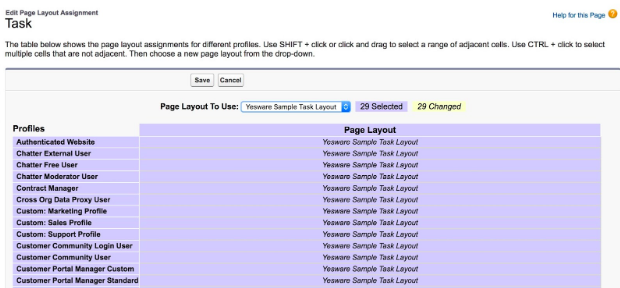 Edit Page Layout Assignment
Task
Help for this Page
The table below shows the page layout assignments for different profiles. Use SHIFT + click or click and drag to select a range of adjacent cells. Use CTRL + click to select
multiple cells that are not adjacent. Then choose a new page layout from the drop-down.
Save Cancel
Page Layout To Use: Yesware Sample Task Layout 29 Selected 29 Changed
Profiles Page Layout
Authenticated Website Yesware Sample Task Layout
Chatter External User Yesware Sample Task Layout
Chatter Free User Yesware Sample Task Layout
Chatter Moderator User Yesware Sample Task Layout
Contract Manager Yesware Sample Task Layout
Cross Org Data Proxy User Yesware Sample Task Layout
Custom: Marketing Profile Yesware Sample Task Layout
Custom: Sales Profile Yesware Sample Task Layout
Custom: Support Profile Yesware Sample Task Layout
Customer Community Login User Yesware Sample Task Layout
Customer Community User Yesware Sample Task Layout
Customer Portal Manager Custom Yesware Sample Task Layout
Customer Portal Manager Standard Yesware Sample Task Layout